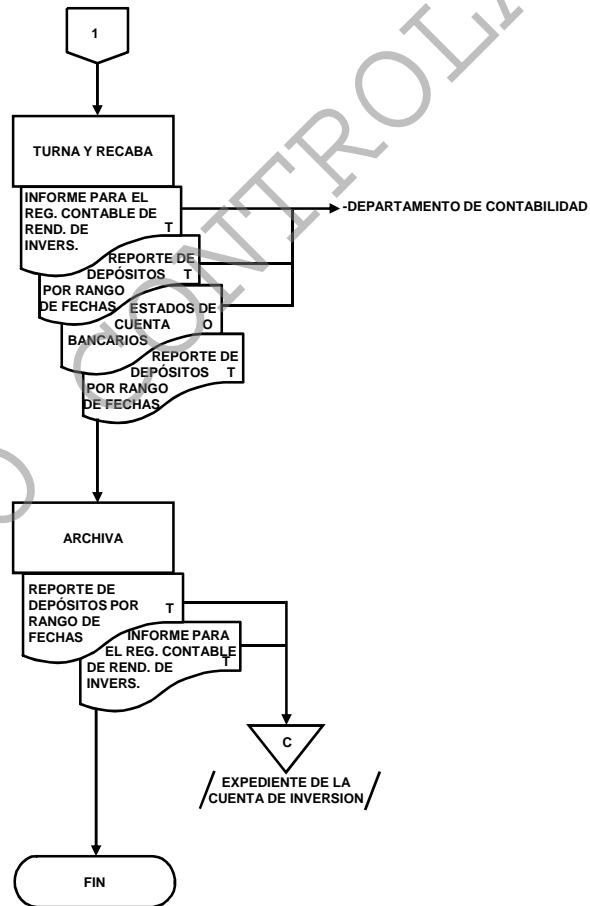 1
TURNA Y RECABA
INFORME PARA EL
REG. CONTABLE DE
REND. DE
INVERS.
T
-DEPARTAMENTO DE CONTABILIDAD
REPORTE DE
DEPÓSITOS T
POR RANGO
DE FECHAS
ESTADOS DE
CUENTA O
BANCARIOS
REPORTE DE
DEPÓSITOS T
POR RANGO
DE FECHAS
ARCHIVA
REPORTE DE
DEPÓSITOS POR
RANGO DE
FECHAS
T
INFORME PARA
EL REG. CONTABLE
DE REND. DE
INVERS.
T
C
EXPEDIENTE DE LA
CUENTA DE INVERSION
FIN
O CONTROLA